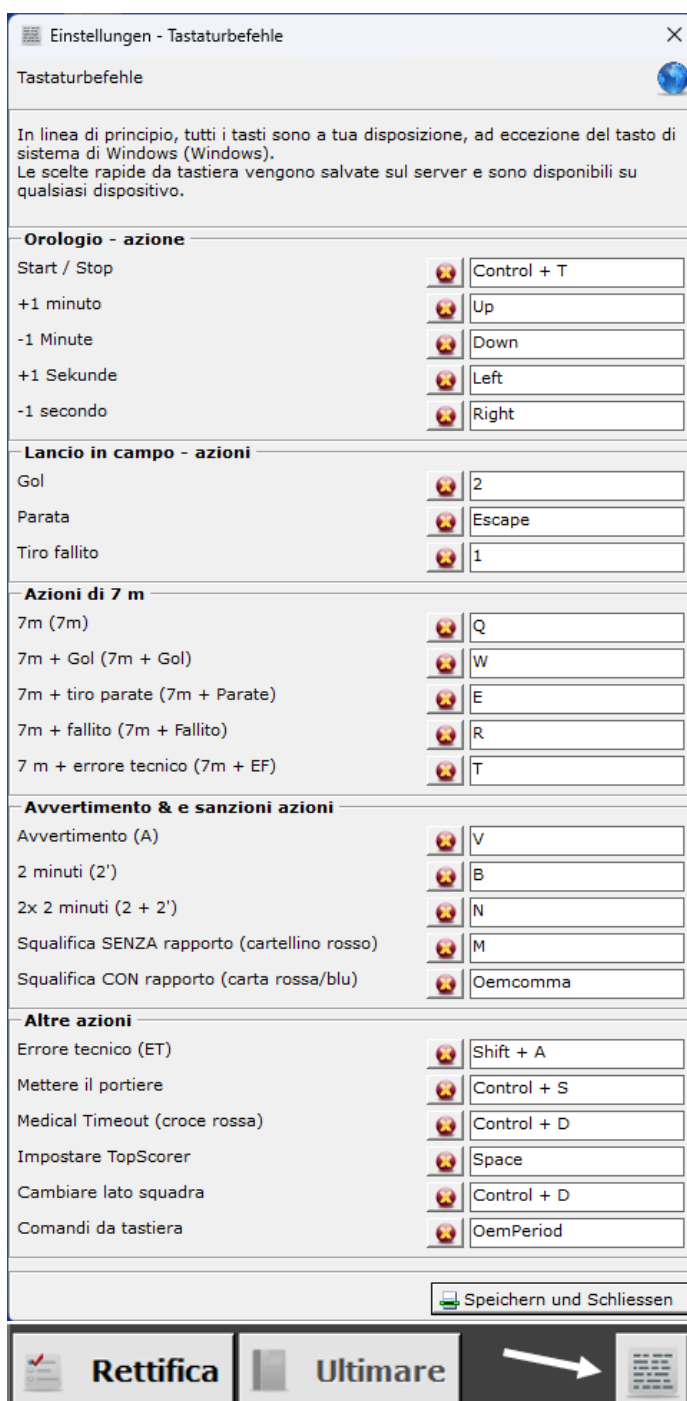 Einstellungen - Tastaturbefehle
Tastaturbefehle
In linea di principio, tutti i tasti sono a tua disposizione, ad eccezione del tasto di
sistema di Windows (Windows).
Le scelte rapide da tastiera vengono salvate sul server e sono disponibili su
qualsiasi dispositivo.
Orologio - azione
Start / Stop Control + T
+1 minuto Up
-1 Minute Down
+1 Sekunde Left
-1 secondo Right
Lancio in campo - azioni
Gol 2
Parata Escape
Tiro fallito 1
Azioni di 7 m
7m (7m) Q
7m + Gol (7m + Gol) W
7m + tiro parate (7m + Parate) E
7m + fallito (7m + Fallito) R
7 m + errore tecnico (7m + EF) T
Avvertimento & e sanzioni azioni
Avvertimento (A) V
2 minuti (2') B
2x 2 minuti (2 + 2') N
Squalifica SENZA rapporto (cartellino rosso) M
Squalifica CON rapporto (carta rossa/blu) Oemcomma
Altre azioni
Errore tecnico (ET) Shift + A
Mettere il portiere Control + S
Medical Timeout (croce rossa) Control + D
Impostare TopScorer Space
Cambiare lato squadra Control + D
Comandi da tastiera OemPeriod
Speichern und Schliessen
Rettifica Ultimare